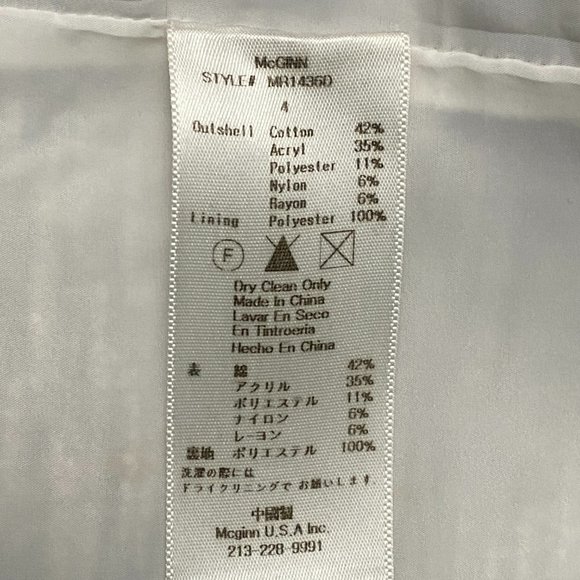 McGINN
STYLE# MR1436D
4
Outshell Cotton 42%
Acryl 35%
Polyester 11%
Nylon 6%
Rayon 6%
Lining Polyester 100%
F
Dry Clean Only
Made In China
Lavar En Seco
En Tintroeria
Hecho En China
表 綿 42%
アクリル 35%
ポリエステル 11%
ナイロン 6%
レーヨン 6%
裏地 ポリエステル 100%
洗濯の際には
ドライクリニングで お願いします
中國製
Mcginn U.S.A Inc.
213-228-9991